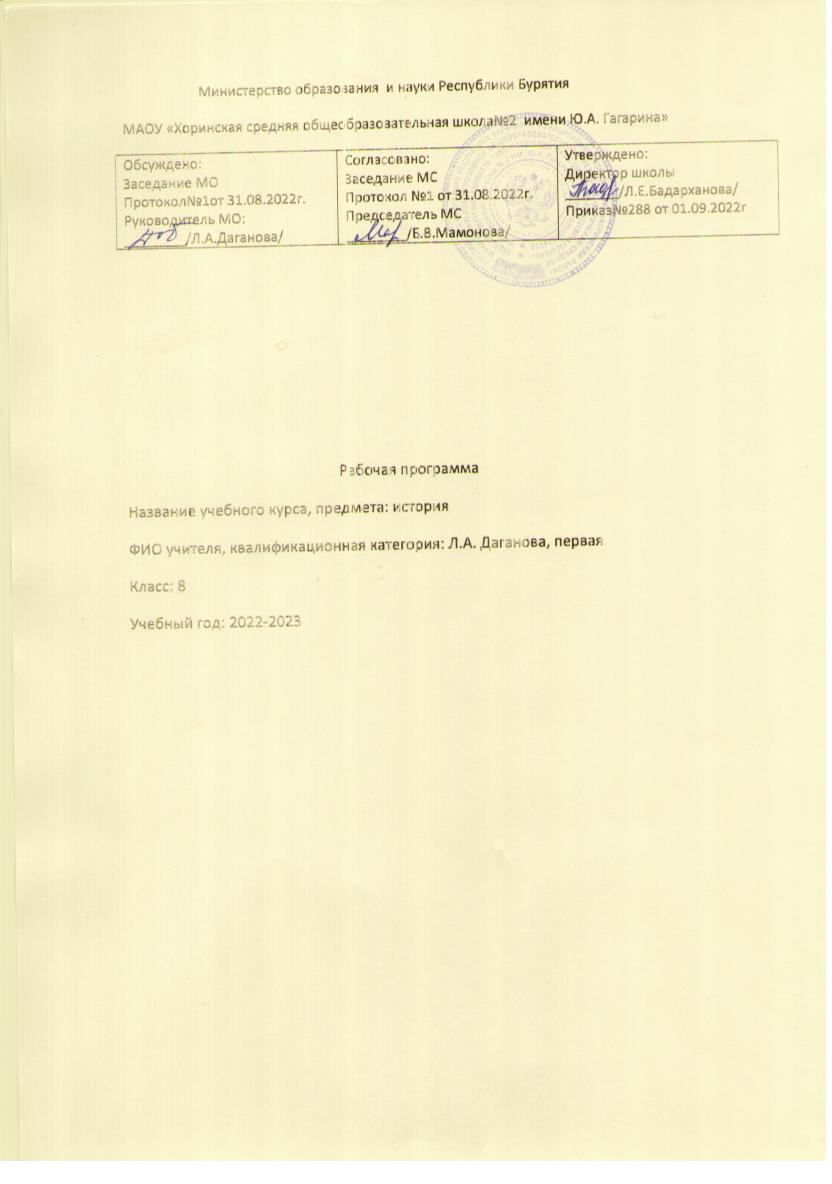 Министерство образования и науки Республики Бурятия
МАОУ «Хоринская средняя общеобразовательная школа№2 имени Ю.А. Гагарина»
Обсуждено:
Заседание МО
Протокол№1от 31.08.2022г.
Руководитель МО:
/Л.А.Даганова/
Согласовано:
Заседание МС
Протокол №1 от 31.08.2022г.
Председатель МС
/Б.В.Мамонова/
Утверждено:
Директор школы
/Л.Е.Бадарханова/
Приказ№288 от 01.09.2022г
Рабочая программа
Название учебного курса, предмета: история
ФИО учителя, квалификационная категория: Л.А. Даганова, первая
Класс: 8
Учебный год: 2022-2023